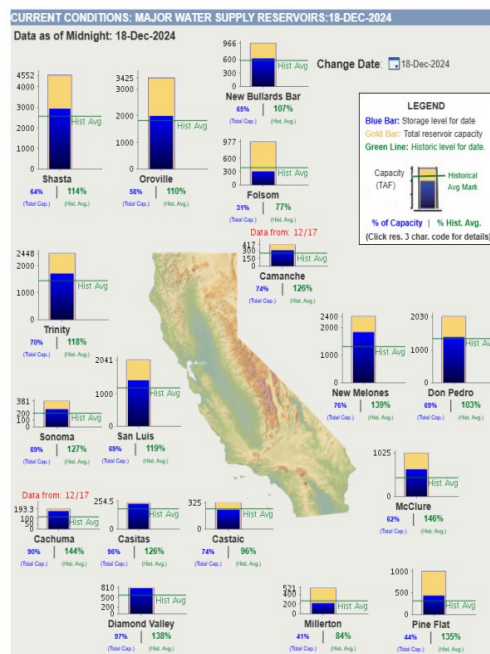 CURRENT CONDITIONS: MAJOR WATER SUPPLY RESERVOIRS:18-DEC-2024
Data as of Midnight: 18-Dec-2024
Change Date: 18-Dec-2024
LEGEND
Blue Bar: Storage level for date
Gold Bar: Total reservoir capacity
Green Line: Historic level for date.
Capacity
(TAF)
Historical
Avg Mark
% of Capacity | % Hist. Avg.
(Click res. 3 char. code for details)
4552
4000
3000
2000
1000
0
Hist Avg
Shasta
64% | 114%
(Total Cap.) (Hist. Avg.)
3425
3000
2000
1000
0
Hist Avg
Oroville
58% | 110%
(Total Cap.) (Hist. Avg.)
966
600
300
0
Hist Avg
New Bullards Bar
65% 107%
(Total Cap.) (Hist. Avg.)
977
600
300
0
Hist Avg
Folsom
31% 77%
(Total Cap.) (Hist. Avg.)
Data from: 12/17
417
300
150
0
Hist Avg
Camanche
74% 126%
(Total Cap.) (Hist. Avg.)
2448
2000
1000
0
Hist Avg
Trinity
70% | 118%
(Total Cap.) (Hist. Avg.)
2400
2000
1000
0
Hist Avg
New Melones
76% | 139%
(Total Cap.) (Hist. Avg.)
2030
1000
0
Hist Avg
Don Pedro
69% | 103%
(Total Cap.) (Hist. Avg.)
381
200
100
0
Hist Avg
Sonoma
69% | 127%
(Total Cap.) (Hist. Avg.)
2041
1000
0
Hist Avg
San Luis
69% | 119%
(Total Cap.) (Hist. Avg.)
1025
0
Hist Avg
McClure
62% | 146%
(Total Cap.) (Hist. Avg.)
Data from: 12/17
193.3
100
50
0
Hist Avg
Cachuma
90% | 144%
(Total Cap.) (Hist. Avg.)
254.5
0
Hist Avg
Casitas
96% | 126%
(Total Cap.) (Hist. Avg.)
325
0
Hist Avg
Castaic
74% | 96%
(Total Cap.) (Hist. Avg.)
810
600
400
200
0
Hist Avg
Diamond Valley
97% | 138%
(Total Cap.) (Hist. Avg.)
521
400
200
0
Hist Avg
Millerton
41% | 84%
(Total Cap.) (Hist. Avg.)
1000
600
300
0
Hist Avg
Pine Flat
44% | 135%
(Total Cap.) (Hist. Avg.)